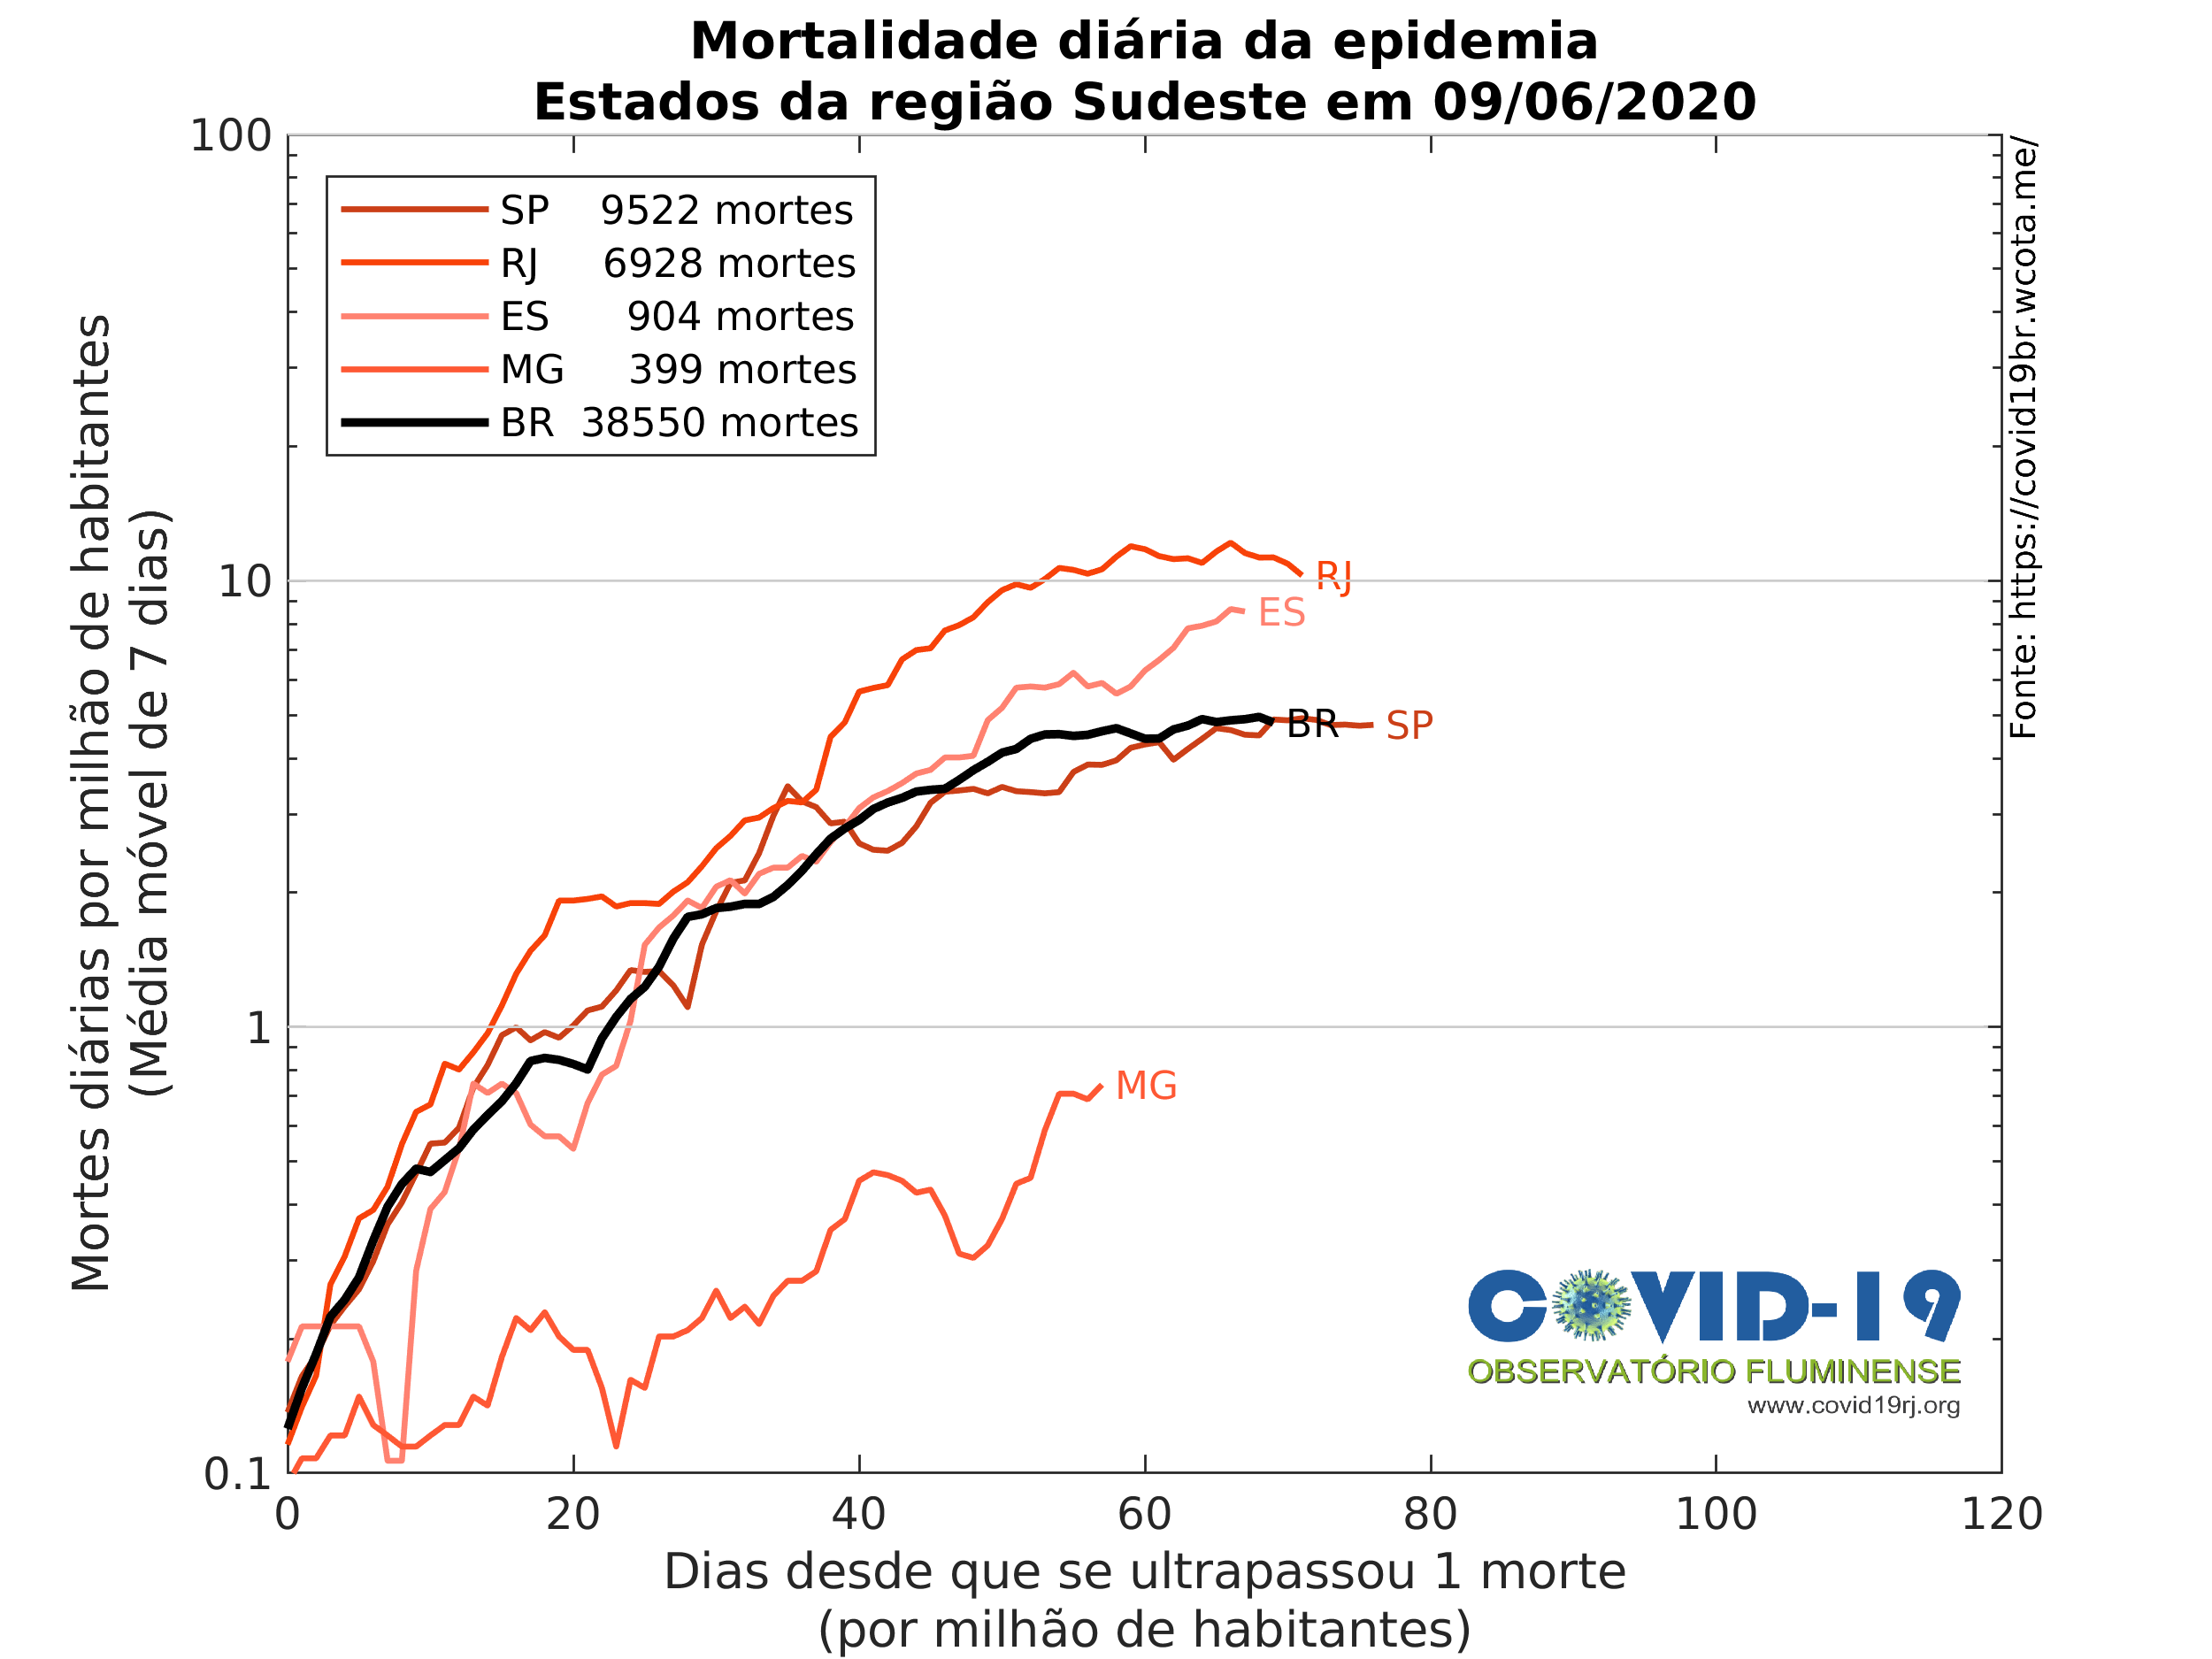 Mortalidade diária da epidemia
Estados da região Sudeste em 09/06/2020
Mortes diárias por milhão de habitantes
(Média móvel de 7 dias)
100
10
1
0.1
SP 9522 mortes
RJ 6928 mortes
ES 904 mortes
MG 399 mortes
BR 38550 mortes
RJ
ES
BR
SP
MG
Fonte: https://covid19br.wcota.me/
COVID-19
OBSERVATÓRIO FLUMINENSE
www.covid19rj.org
0 20 40 60 80 100 120
Dias desde que se ultrapassou 1 morte
(por milhão de habitantes)